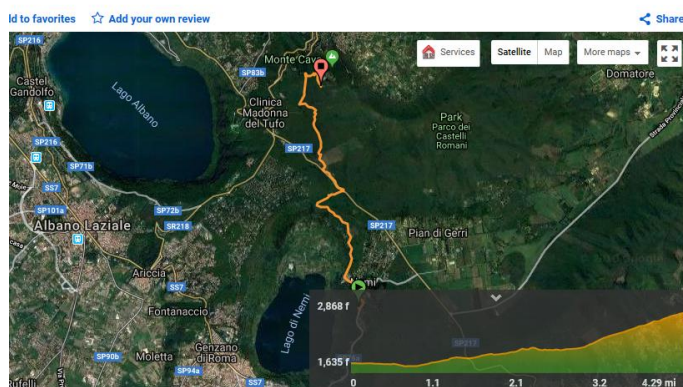 ld to favorites
Add your own review
Share
SP216
Monte Cav
Services
Satellite
Map
More maps
Castel
Gandolfo
SP83b
Domatore
Lago Albano
Clinica
Madonna
del Tufo
Park
Parco dei
Castelli
Romani
SP216
SP217
SP71b
SS7
SP101a
SP72b
SR218
SP217
Albano Laziale
Pian di Gerri
Ariccia
SS7
emi
Fontanaccio
2,868 f
Lago di Nemi
Genzano
di Roma
SP90b
Moletta
SP217
1,635 f
SP94a
SS7
0
1.1
2.1
3.2
4.29 mi